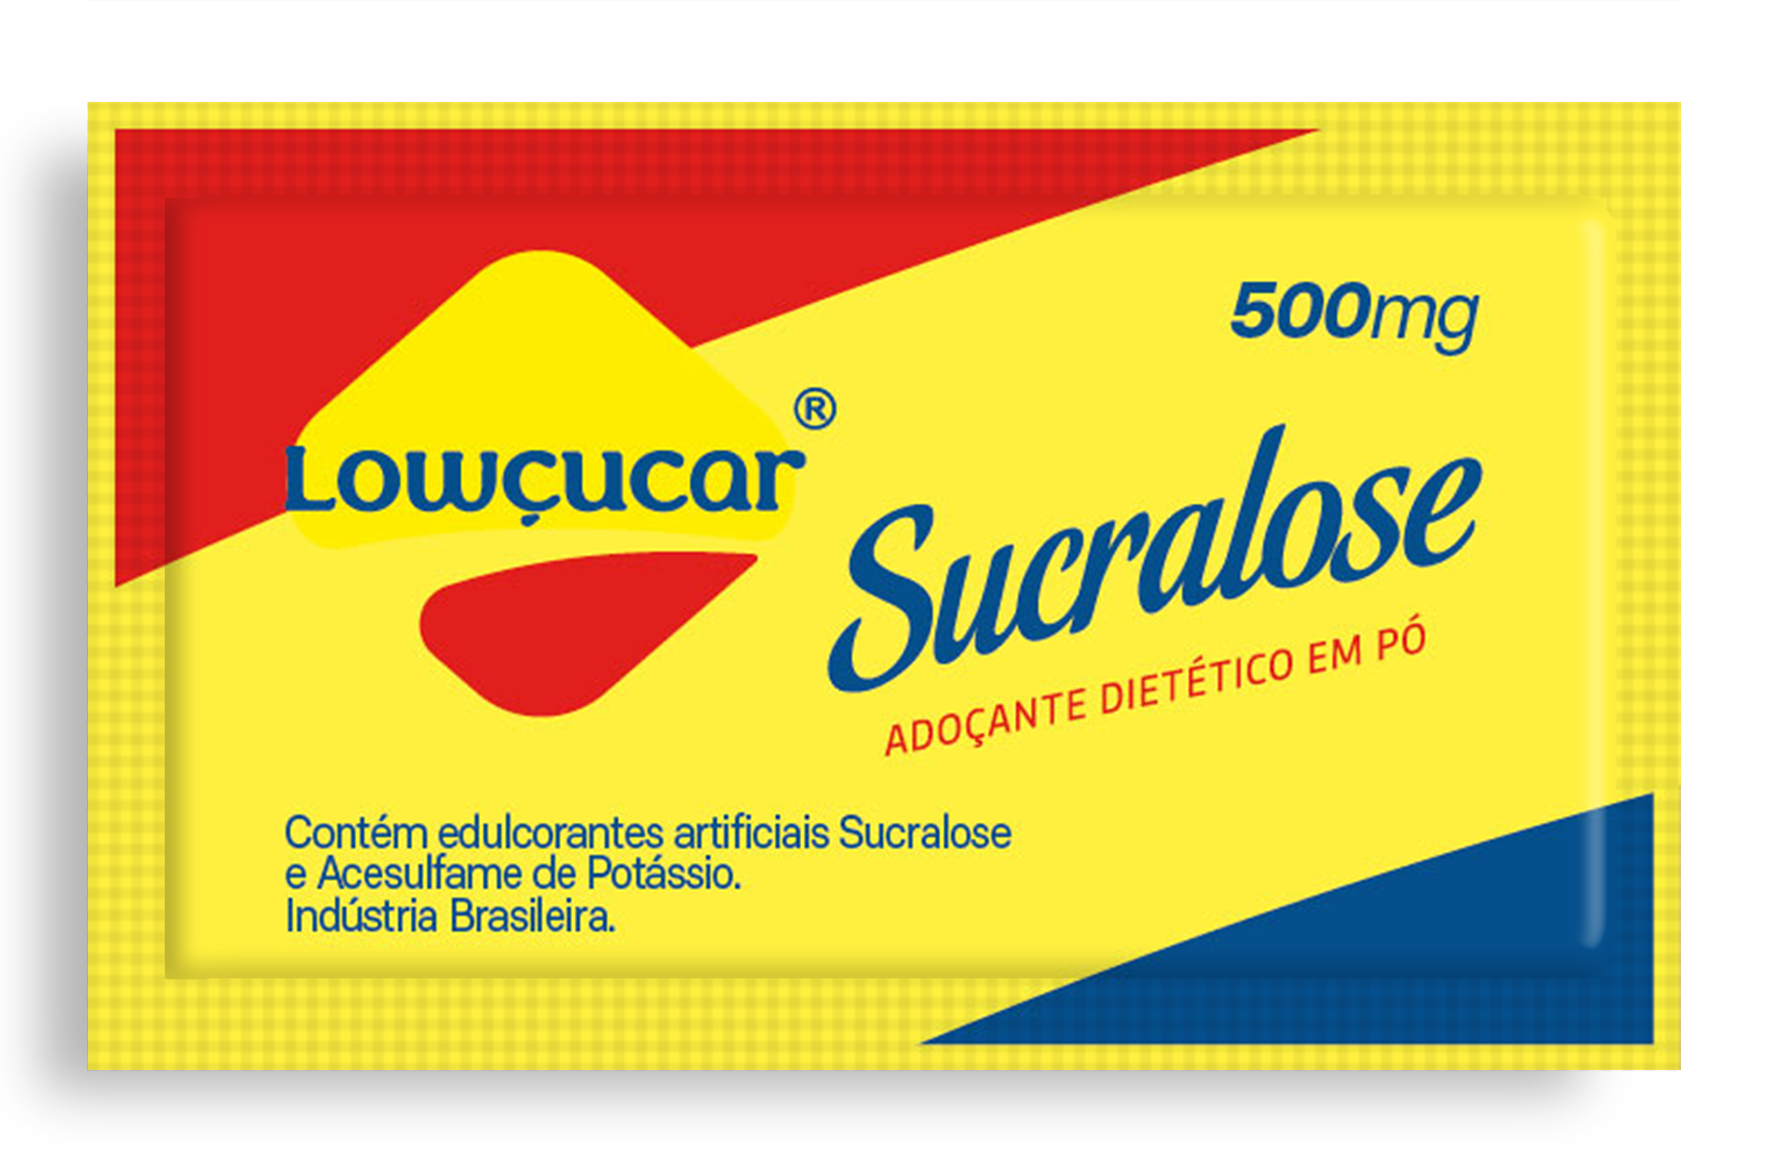 500mg
Lowçucar®
Sucralose
ADOÇANTE DIETÉTICO EM PÓ
Contém edulcorantes artificiais Sucralose
e Acesulfame de Potássio.
Indústria Brasileira.